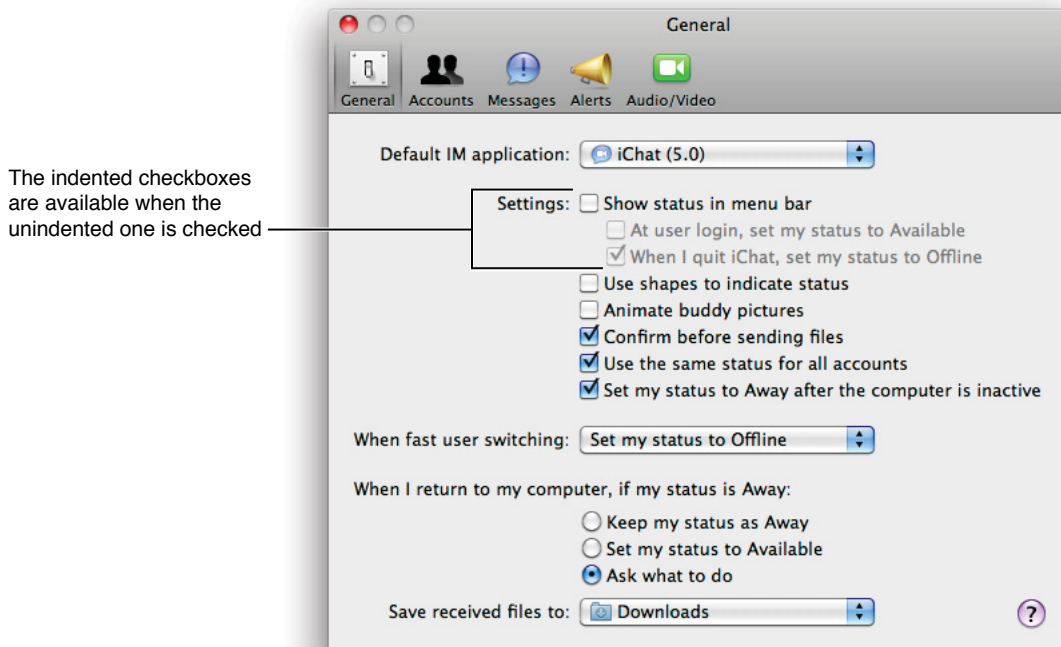 General
General Accounts Messages Alerts Audio/Video
Default IM application: iChat (5.0)
The indented checkboxes
are available when the
unindented one is checked
Settings: Show status in menu bar
At user login, set my status to Available
When I quit iChat, set my status to Offline
Use shapes to indicate status
Animate buddy pictures
Confirm before sending files
Use the same status for all accounts
Set my status to Away after the computer is inactive
When fast user switching: Set my status to Offline
When I return to my computer, if my status is Away:
Keep my status as Away
Set my status to Available
Ask what to do
Save received files to: Downloads ?